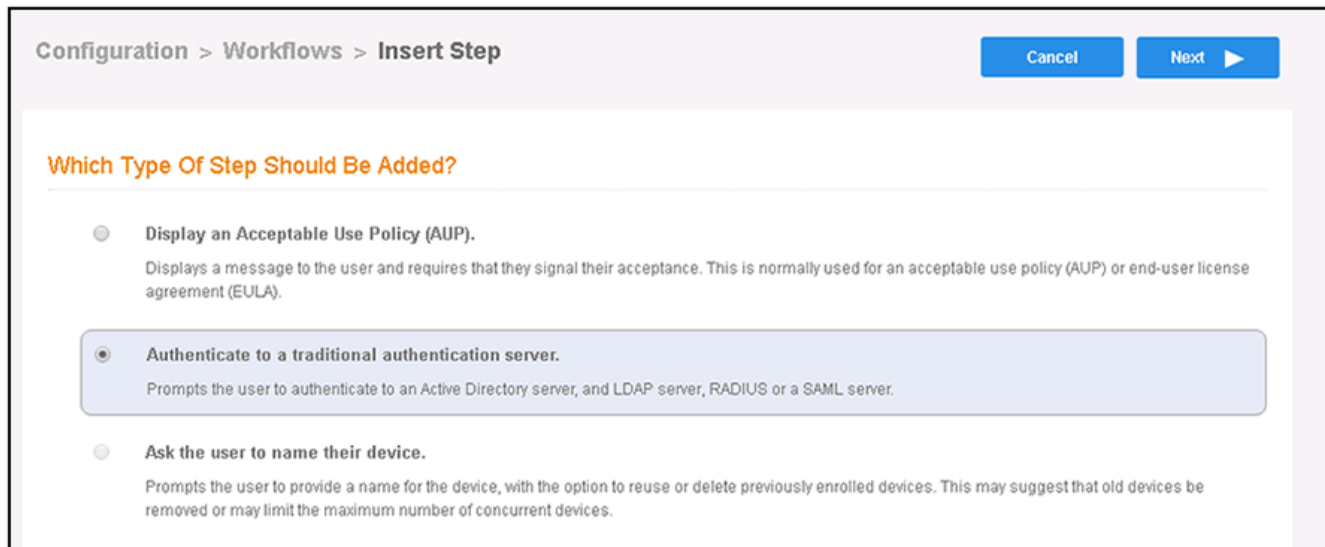 Configuration > Workflows > Insert Step
Cancel
Next
Which Type Of Step Should Be Added?
Display an Acceptable Use Policy (AUP).
Displays a message to the user and requires that they signal their acceptance. This is normally used for an acceptable use policy (AUP) or end-user license
agreement (EULA).
Authenticate to a traditional authentication server.
Prompts the user to authenticate to an Active Directory server, and LDAP server, RADIUS or a SAML server.
Ask the user to name their device.
Prompts the user to provide a name for the device, with the option to reuse or delete previously enrolled devices. This may suggest that old devices be
removed or may limit the maximum number of concurrent devices.